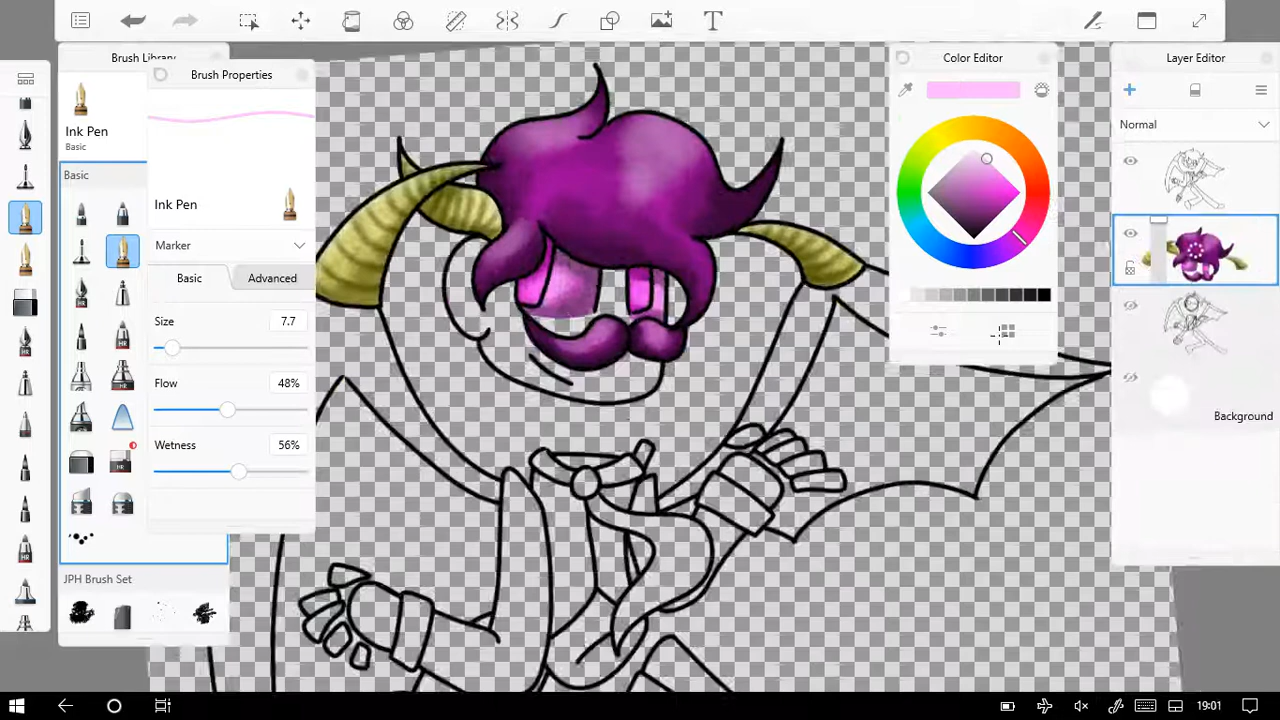 Brush Library
Ink Pen
Basic
Basic
JPH Brush Set
Brush Properties
Ink Pen
Marker
Basic
Advanced
Size
7.7
Flow
48%
Wetness
56%
Color Editor
Layer Editor
Normal
Background
19:01